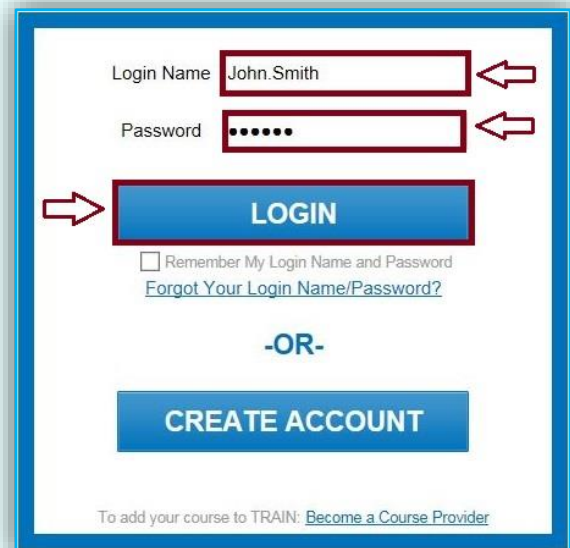 Login Name John.Smith
Password ••••••
LOGIN
Remember My Login Name and Password
Forgot Your Login Name/Password?
-OR-
CREATE ACCOUNT
To add your course to TRAIN: Become a Course Provider